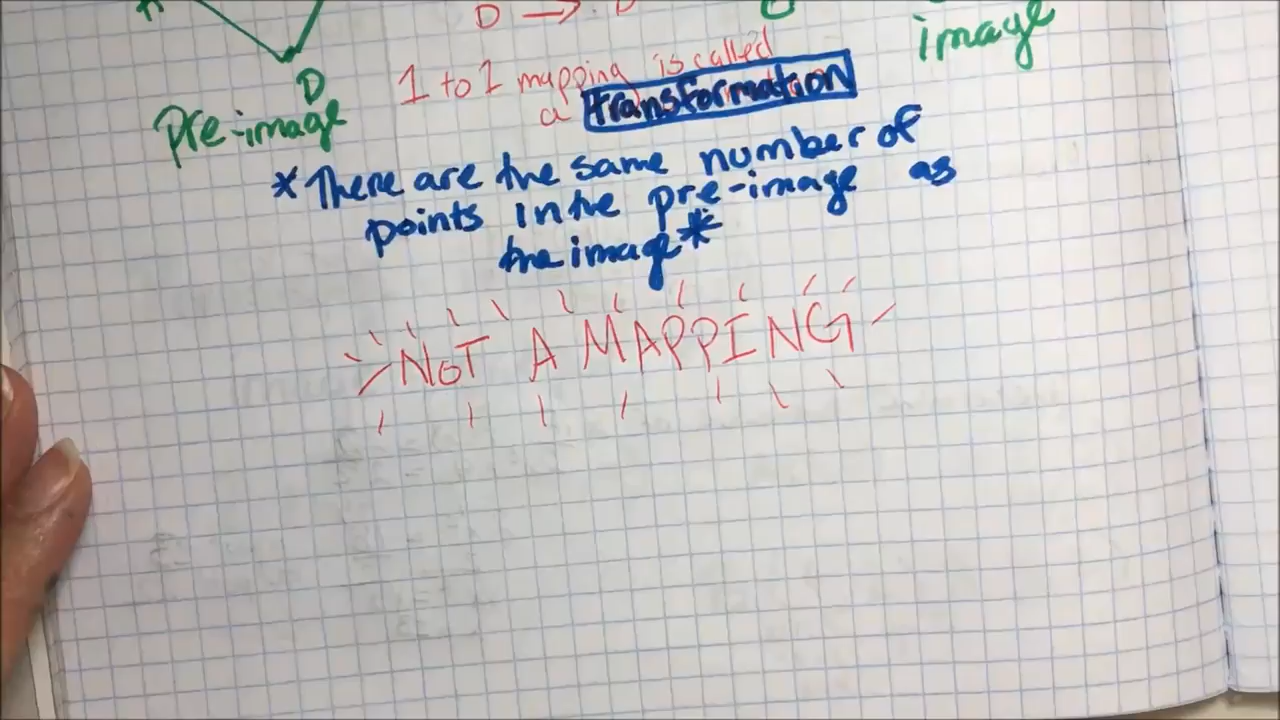 A
D → D
D
Pre-image
image
1 to 1 mapping is called
a transformation
*There are the same number of
points in the pre-image as
the image*
NOT A MAPPING